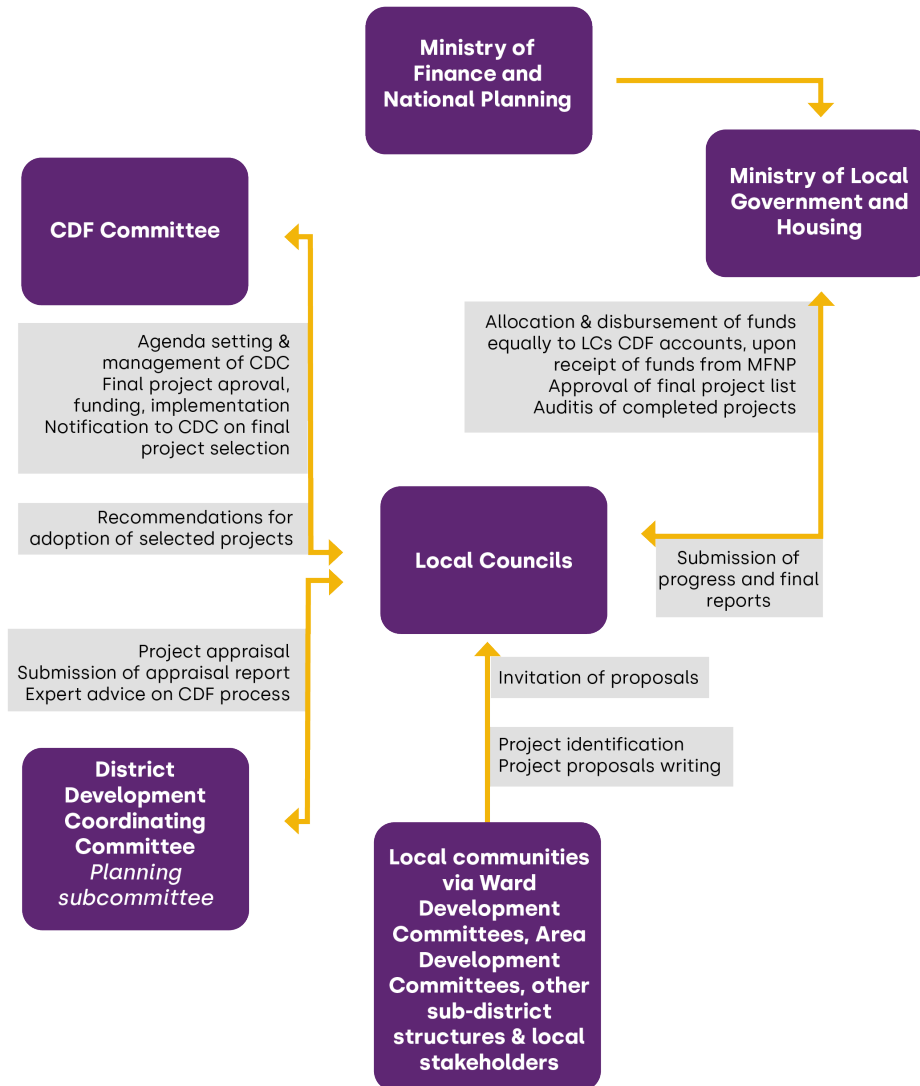 Ministry of
Finance and
National Planning
Ministry of Local
Government and
Housing
CDF Committee
Agenda setting &
management of CDC
Final project aproval,
funding, implementation
Notification to CDC on final
project selection
Allocation & disbursement of funds
equally to LCs CDF accounts, upon
receipt of funds from MFNP
Approval of final project list
Auditis of completed projects
Recommendations for
adoption of selected projects
Local Councils
Submission of
progress and final
reports
Project appraisal
Submission of appraisal report
Expert advice on CDF process
Invitation of proposals
Project identification
Project proposals writing
District
Development
Coordinating
Committee
Planning
subcommittee
Local communities
via Ward
Development
Committees, Area
Development
Committees, other
sub-district
structures & local
stakeholders